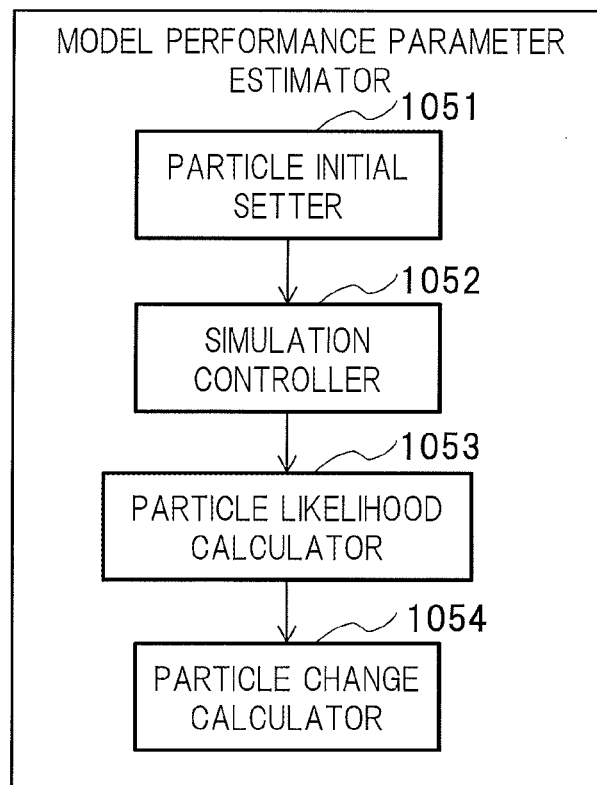 MODEL PERFORMANCE PARAMETER
ESTIMATOR
1051
PARTICLE INITIAL
SETTER
1052
SIMULATION
CONTROLLER
1053
PARTICLE LIKELIHOOD
CALCULATOR
1054
PARTICLE CHANGE
CALCULATOR